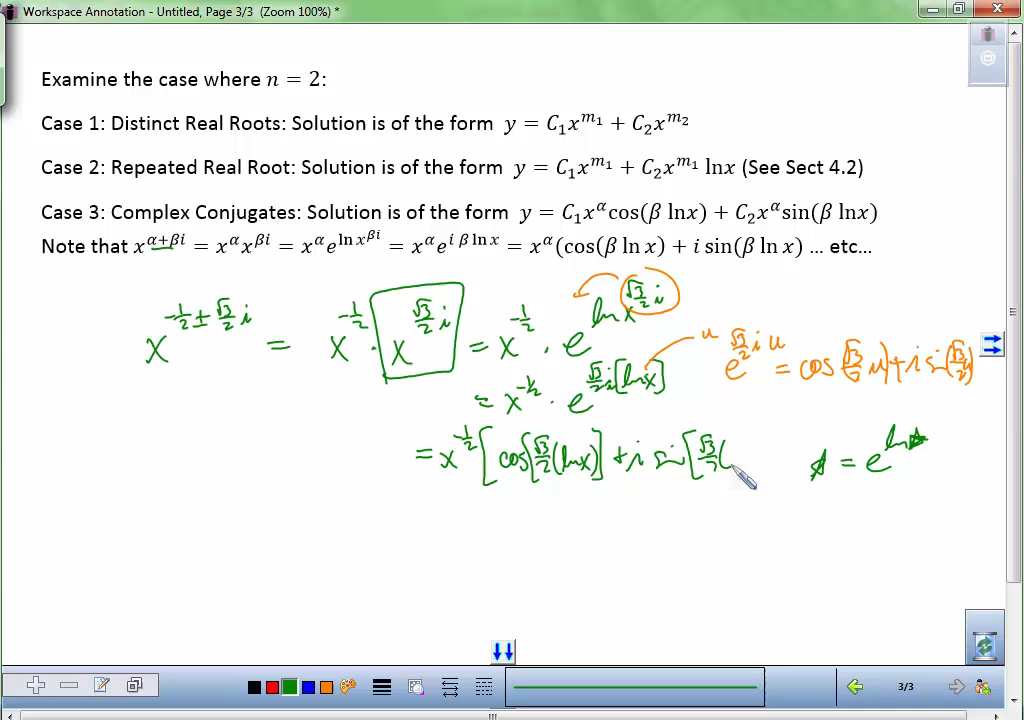 Workspace Annotation - Untitled, Page 3/3 (Zoom 100%) *
Examine the case where n = 2:
Case 1: Distinct Real Roots: Solution is of the form y = C₁x^{m₁} + C₂x^{m₂}
Case 2: Repeated Real Root: Solution is of the form y = C₁x^{m₁} + C₂x^{m₁} lnx (See Sect 4.2)
Case 3: Complex Conjugates: Solution is of the form y = C₁x^α cos(β lnx) + C₂x^α sin(β lnx)
Note that x^{α+βi} = x^α x^{βi} = x^α e^{ln x^{βi}} = x^α e^{i β ln x} = x^α(cos(β ln x) + i sin(β ln x) … etc…
x^{-1/2 ± √3/2 i} = x^{-1/2} · x^{√3/2 i} = x^{-1/2} · e^{ln x^{√3/2 i}}
= x^{-1/2} · e^{√3/2 i[lnx]} u e^{√3/2 i u} = cos(√3/2 u) + i sin(√3/2 u)
= x^{-1/2} [cos[√3/2 (lnx)] + i sin[√3/2 (
= e^{ln
3/3